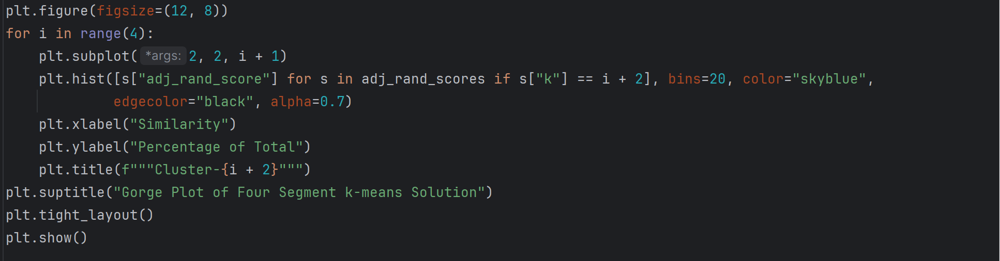 plt.figure(figsize=(12, 8))
for i in range(4):
    plt.subplot( *args: 2, 2, i + 1)
    plt.hist([s["adj_rand_score"] for s in adj_rand_scores if s["k"] == i + 2], bins=20, color="skyblue",
             edgecolor="black", alpha=0.7)
    plt.xlabel("Similarity")
    plt.ylabel("Percentage of Total")
    plt.title(f"""Cluster-{i + 2}""")
plt.suptitle("Gorge Plot of Four Segment k-means Solution")
plt.tight_layout()
plt.show()